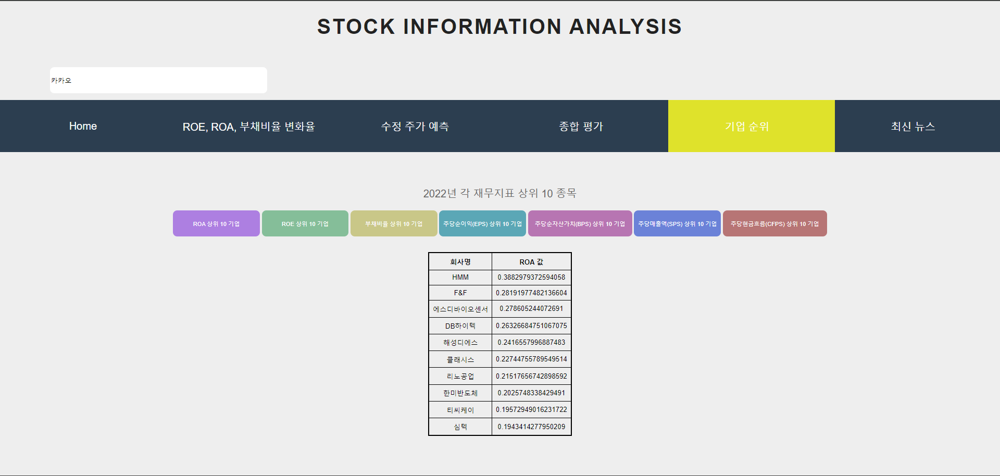 STOCK INFORMATION ANALYSIS
카카오
Home ROE, ROA, 부채비율 변화율 수정 주가 예측 종합 평가 기업 순위 최신 뉴스
2022년 각 재무지표 상위 10 종목
ROA 상위 10 기업 ROE 상위 10 기업 부채비율 상위 10 기업 주당순이익(EPS) 상위 10 기업 주당순자산가치(BPS) 상위 10 기업 주당매출액(SPS) 상위 10 기업 주당현금흐름(CFPS) 상위 10 기업
회사명 ROA 값
HMM 0.3882979372594058
F&F 0.28191977482136604
에스디바이오센서 0.278605244072691
DB하이텍 0.26326684751067075
해성디에스 0.2416557996887483
클래시스 0.22744755789549514
리노공업 0.21517656742898592
한미반도체 0.2025748338429491
티씨케이 0.19572949016231722
심텍 0.1943414277950209